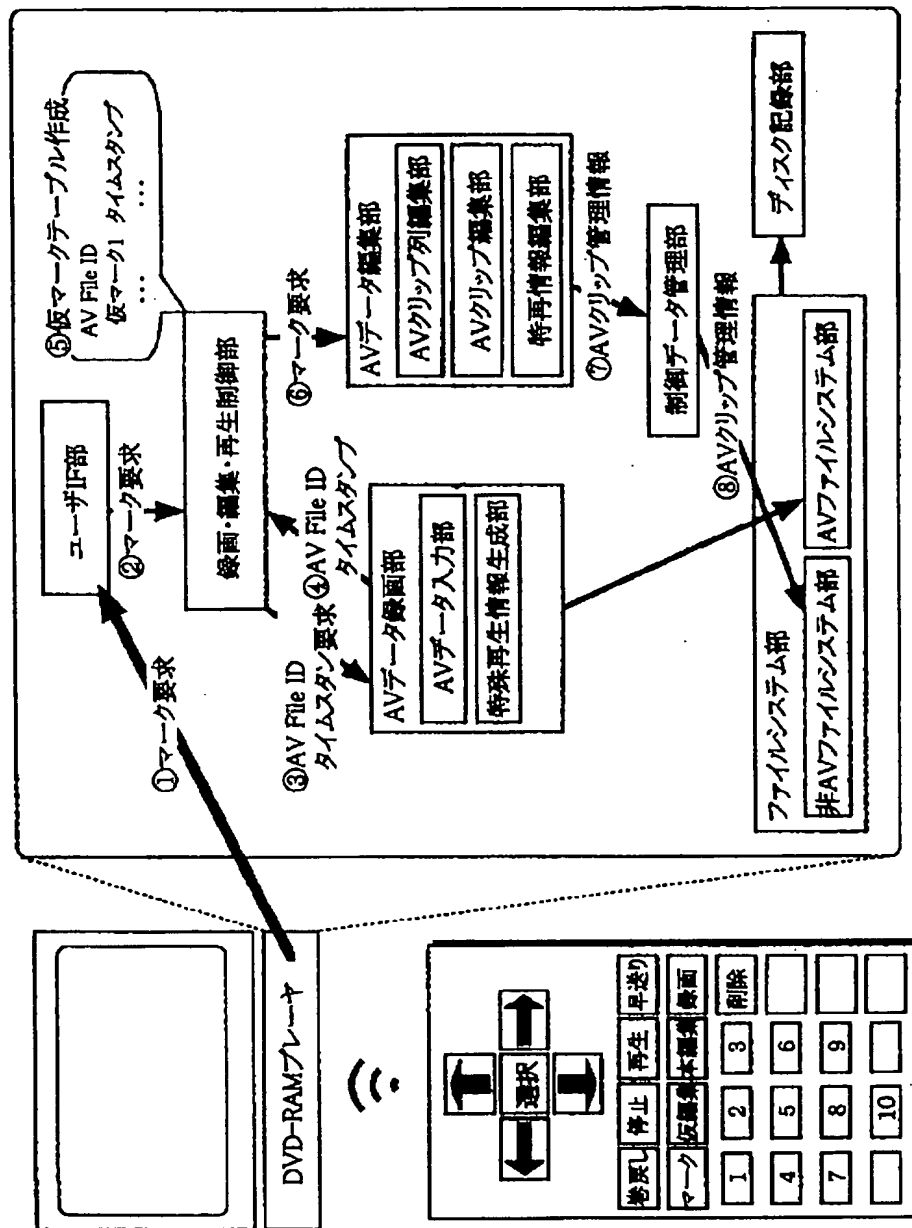 DVD-RAMプレーヤ
選択
巻戻し 停止 再生 早送り
マーク 仮編集 本編集 録画
1 2 3 削除
4 5 6
7 8 9
10
①マーク要求
ユーザIF部
②マーク要求
録画・編集・再生制御部
⑤仮マークテーブル作成
AV File ID
仮マーク1 タイムスタンプ
… …
③AV File ID
タイムスタン要求
④AV File ID
タイムスタンプ
⑥マーク要求
AVデータ録画部
AVデータ入力部
特殊再生情報生成部
AVデータ編集部
AVクリップ列編集部
AVクリップ編集部
特再情報編集部
⑦AVクリップ管理情報
制御データ管理部
⑧AVクリップ管理情報
ファイルシステム部
非AVファイルシステム部
AVファイルシステム部
ディスク記録部